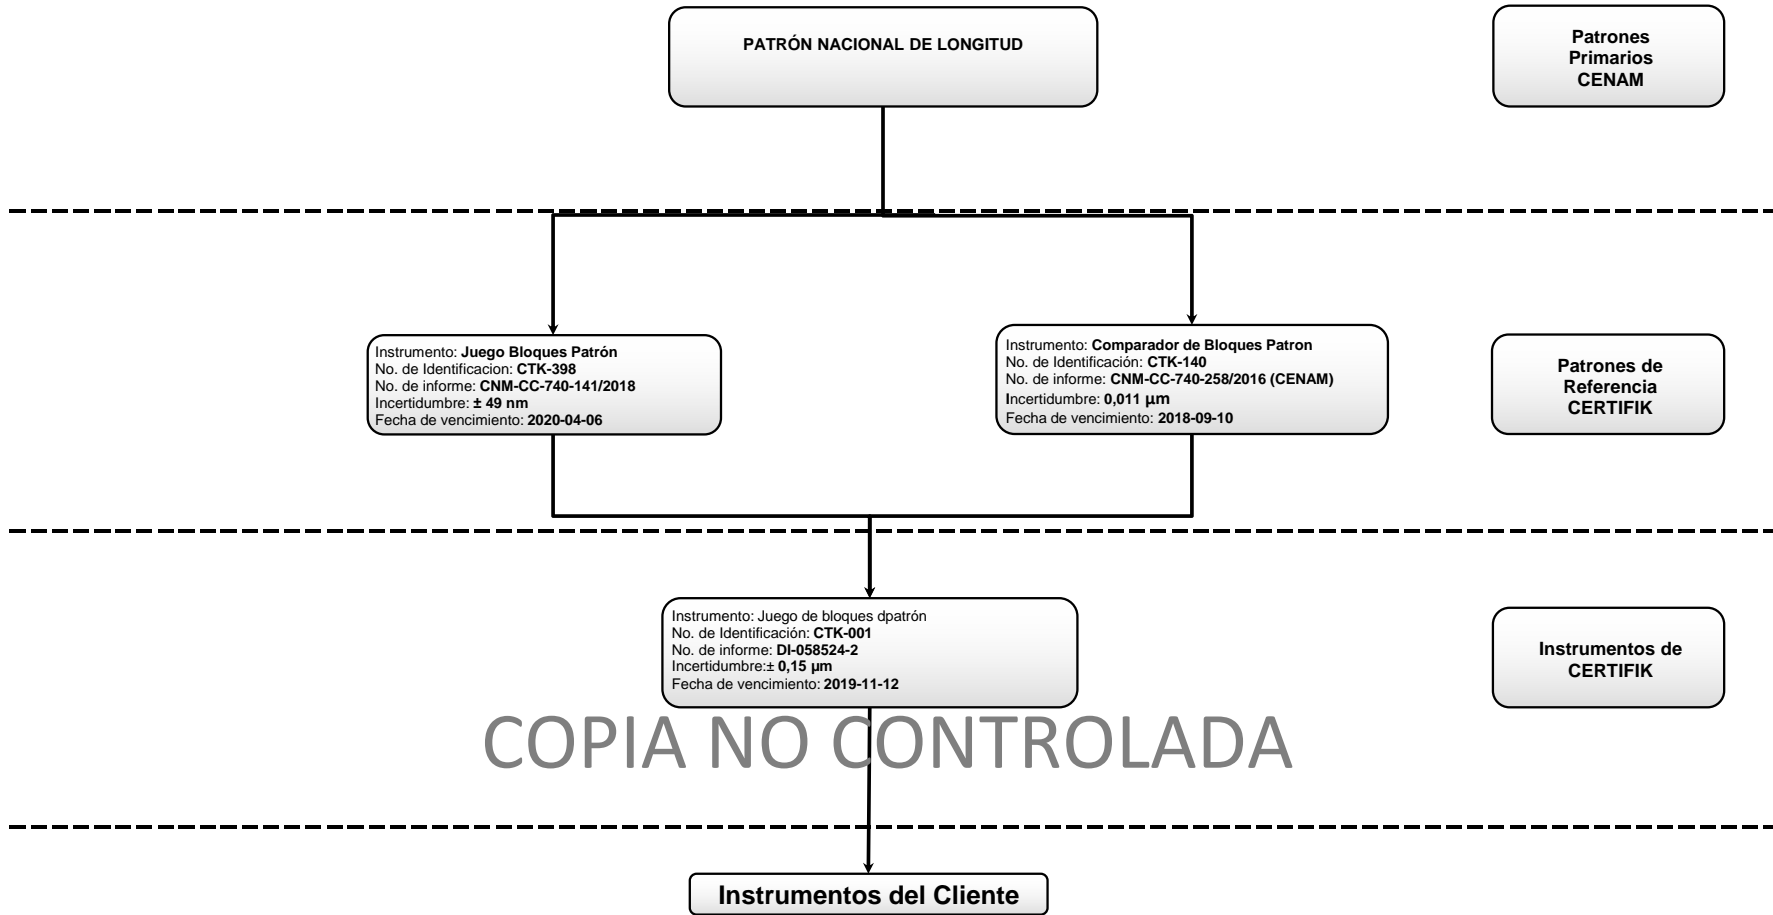 PATRÓN NACIONAL DE LONGITUD
Patrones
Primarios
CENAM
Instrumento: Juego Bloques Patrón
No. de Identificacion: CTK-398
No. de informe: CNM-CC-740-141/2018
Incertidumbre: ± 49 nm
Fecha de vencimiento: 2020-04-06
Instrumento: Comparador de Bloques Patron
No. de Identificación: CTK-140
No. de informe: CNM-CC-740-258/2016 (CENAM)
Incertidumbre: 0,011 µm
Fecha de vencimiento: 2018-09-10
Patrones de
Referencia
CERTIFIK
Instrumento: Juego de bloques dpatrón
No. de Identificación: CTK-001
No. de informe: DI-058524-2
Incertidumbre:± 0,15 µm
Fecha de vencimiento: 2019-11-12
Instrumentos de
CERTIFIK
COPIA NO CONTROLADA
Instrumentos del Cliente